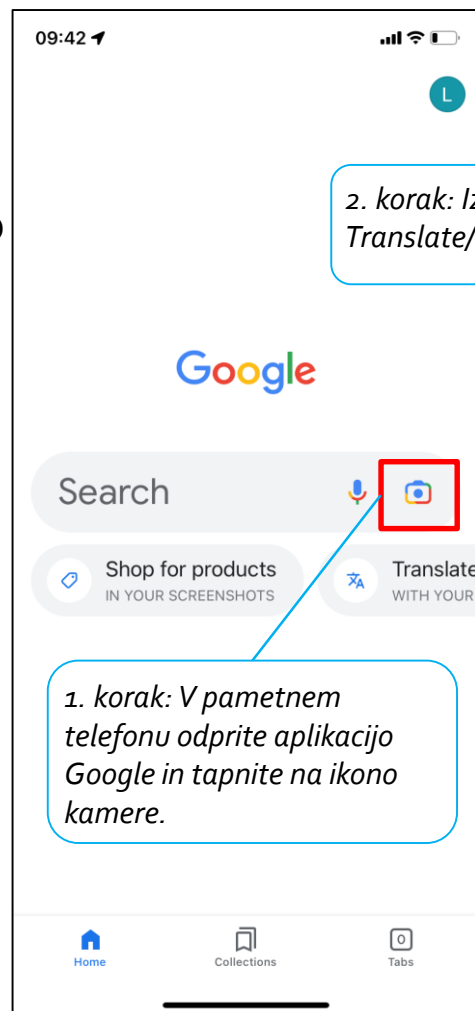 09:42
L
2. korak:
Translate/
Google
Search
Shop for products
IN YOUR SCREENSHOTS
Translate
WITH YOUR
1. korak: V pametnem
telefonu odprite aplikacijo
Google in tapnite na ikono
kamere.
0
Home
Collections
Tabs